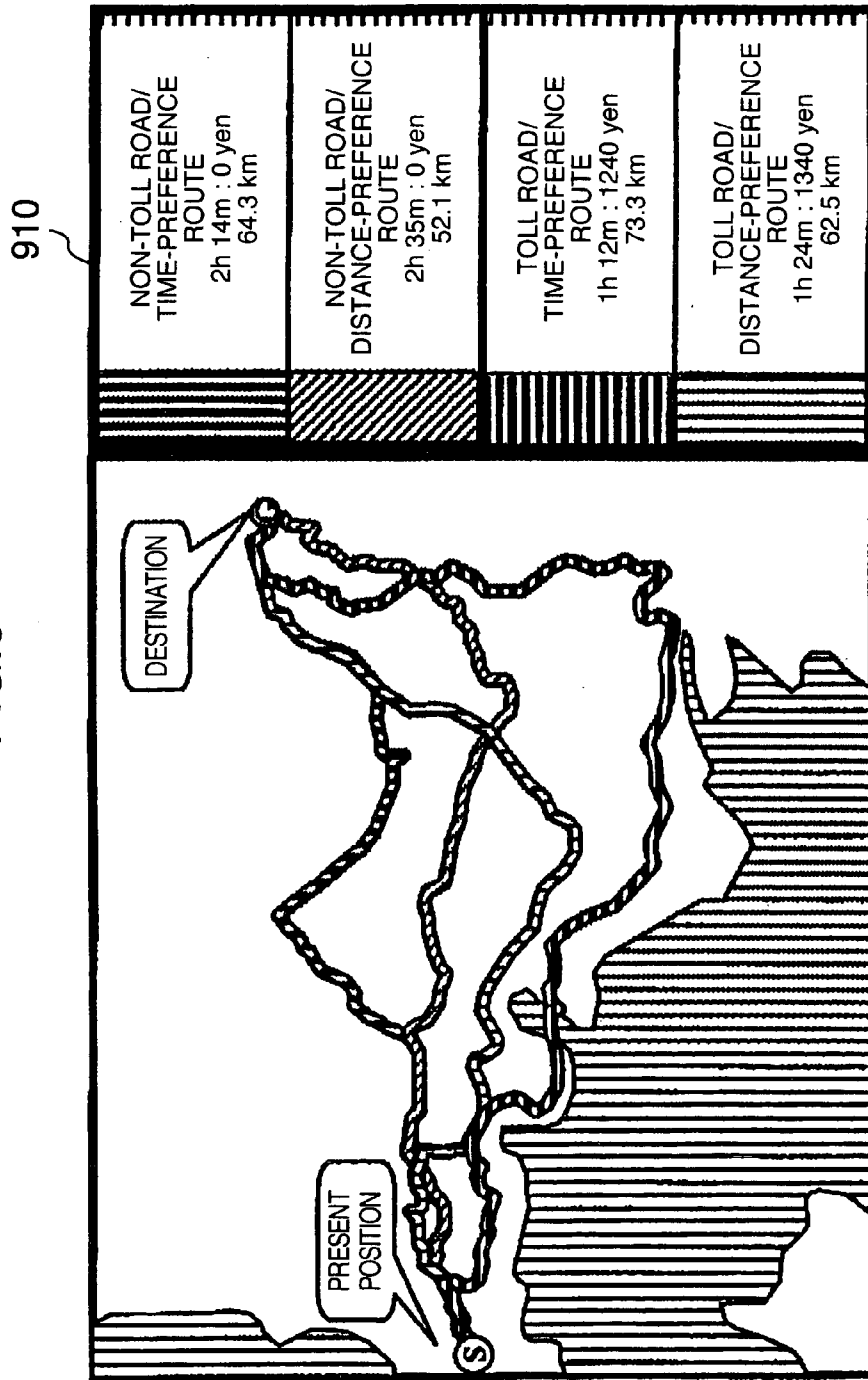 910
DESTINATION
PRESENT
POSITION
S
NON-TOLL ROAD/
TIME-PREFERENCE
ROUTE
2h 14m : 0 yen
64.3 km
NON-TOLL ROAD/
DISTANCE-PREFERENCE
ROUTE
2h 35m : 0 yen
52.1 km
TOLL ROAD/
TIME-PREFERENCE
ROUTE
1h 12m : 1240 yen
73.3 km
TOLL ROAD/
DISTANCE-PREFERENCE
ROUTE
1h 24m : 1340 yen
62.5 km